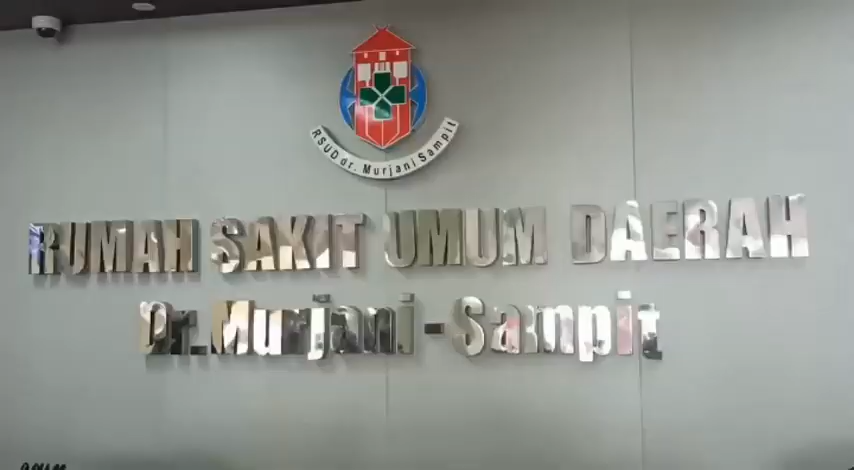 RSUD dr. Murjani Sampit
RUMAH SAKIT UMUM DAERAH
Dr.Murjani-Sampit